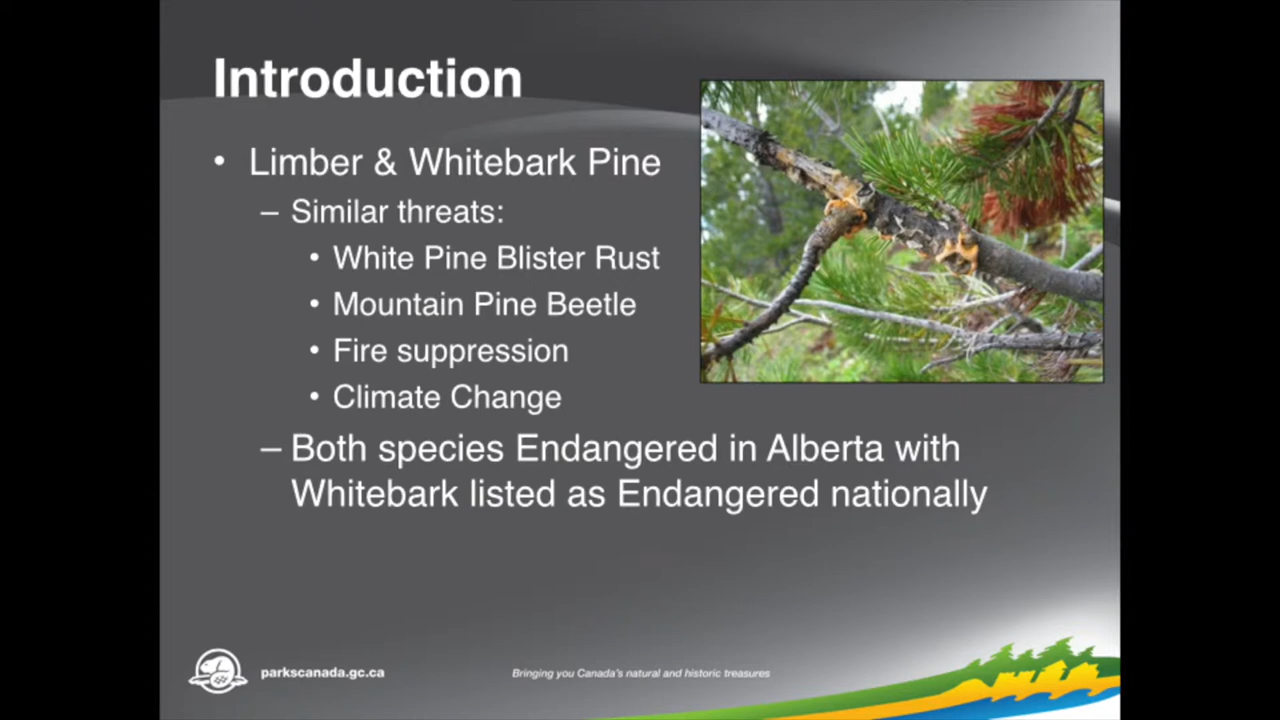 Introduction
• Limber & Whitebark Pine
– Similar threats:
• White Pine Blister Rust
• Mountain Pine Beetle
• Fire suppression
• Climate Change
– Both species Endangered in Alberta with
Whitebark listed as Endangered nationally
parkscanada.gc.ca
Bringing you Canada's natural and historic treasures